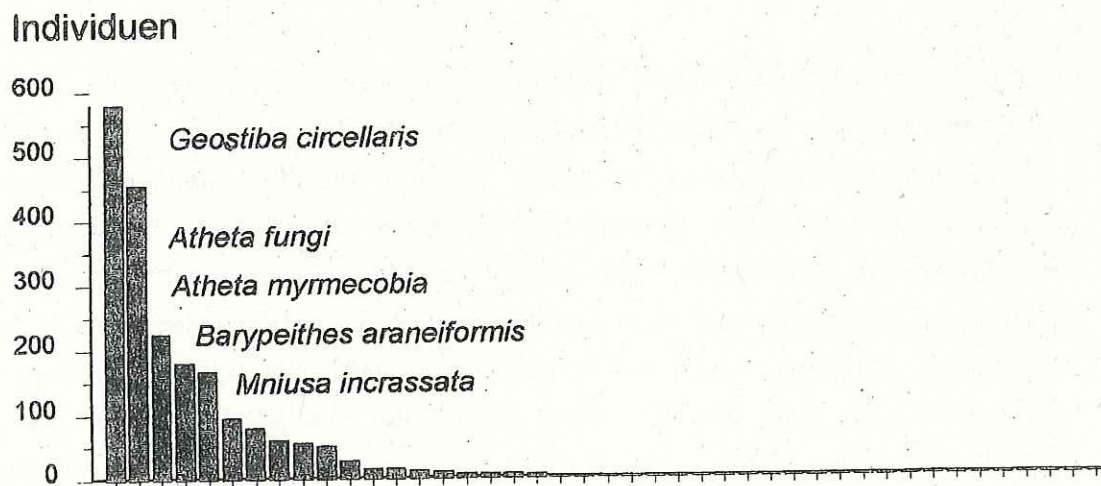 Individuen
600
Geostiba circellaris
500
400
Atheta fungi
300
Atheta myrmecobia
200
Barypeithes araneiformis
Mniusa incrassata
100
0